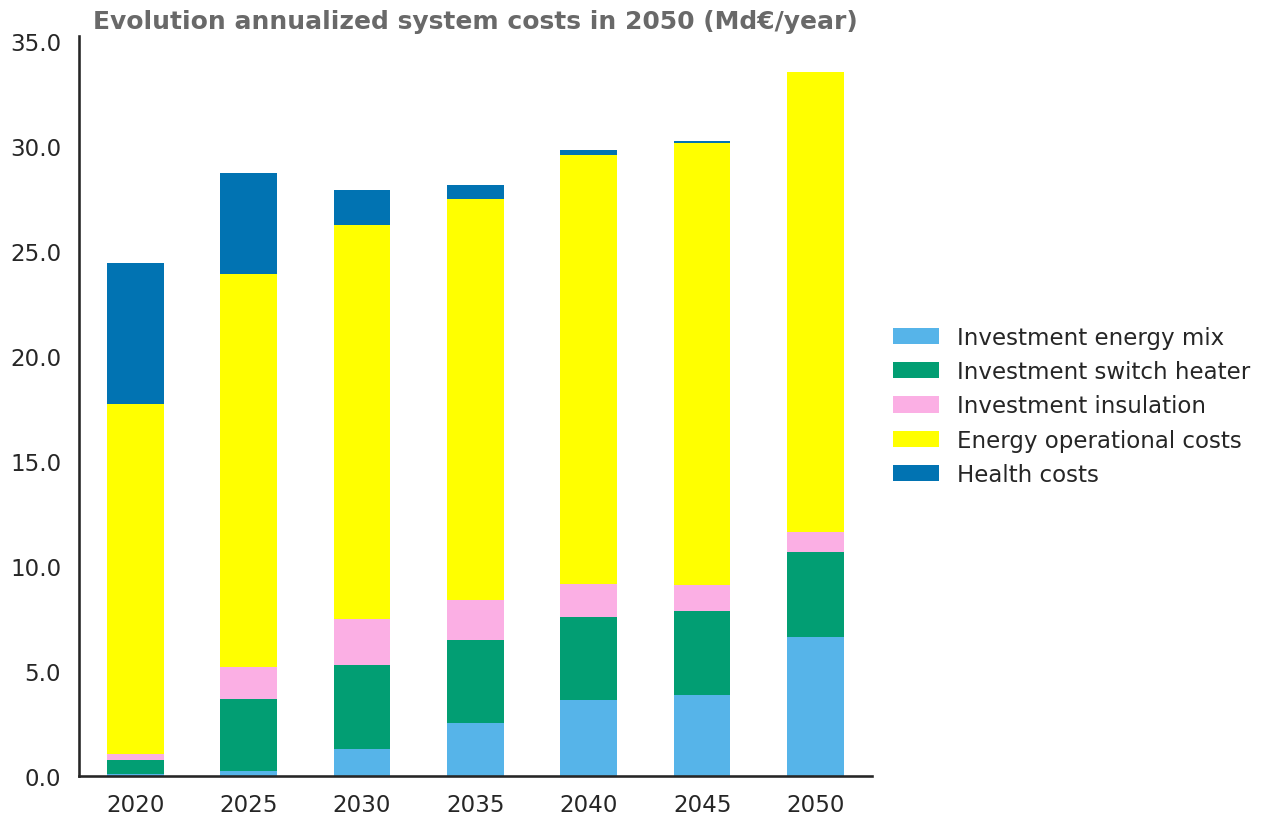 Evolution annualized system costs in 2050 (Md€/year)
35.0
30.0
25.0
20.0
15.0
10.0
5.0
0.0
2020 2025 2030 2035 2040 2045 2050
Investment energy mix
Investment switch heater
Investment insulation
Energy operational costs
Health costs